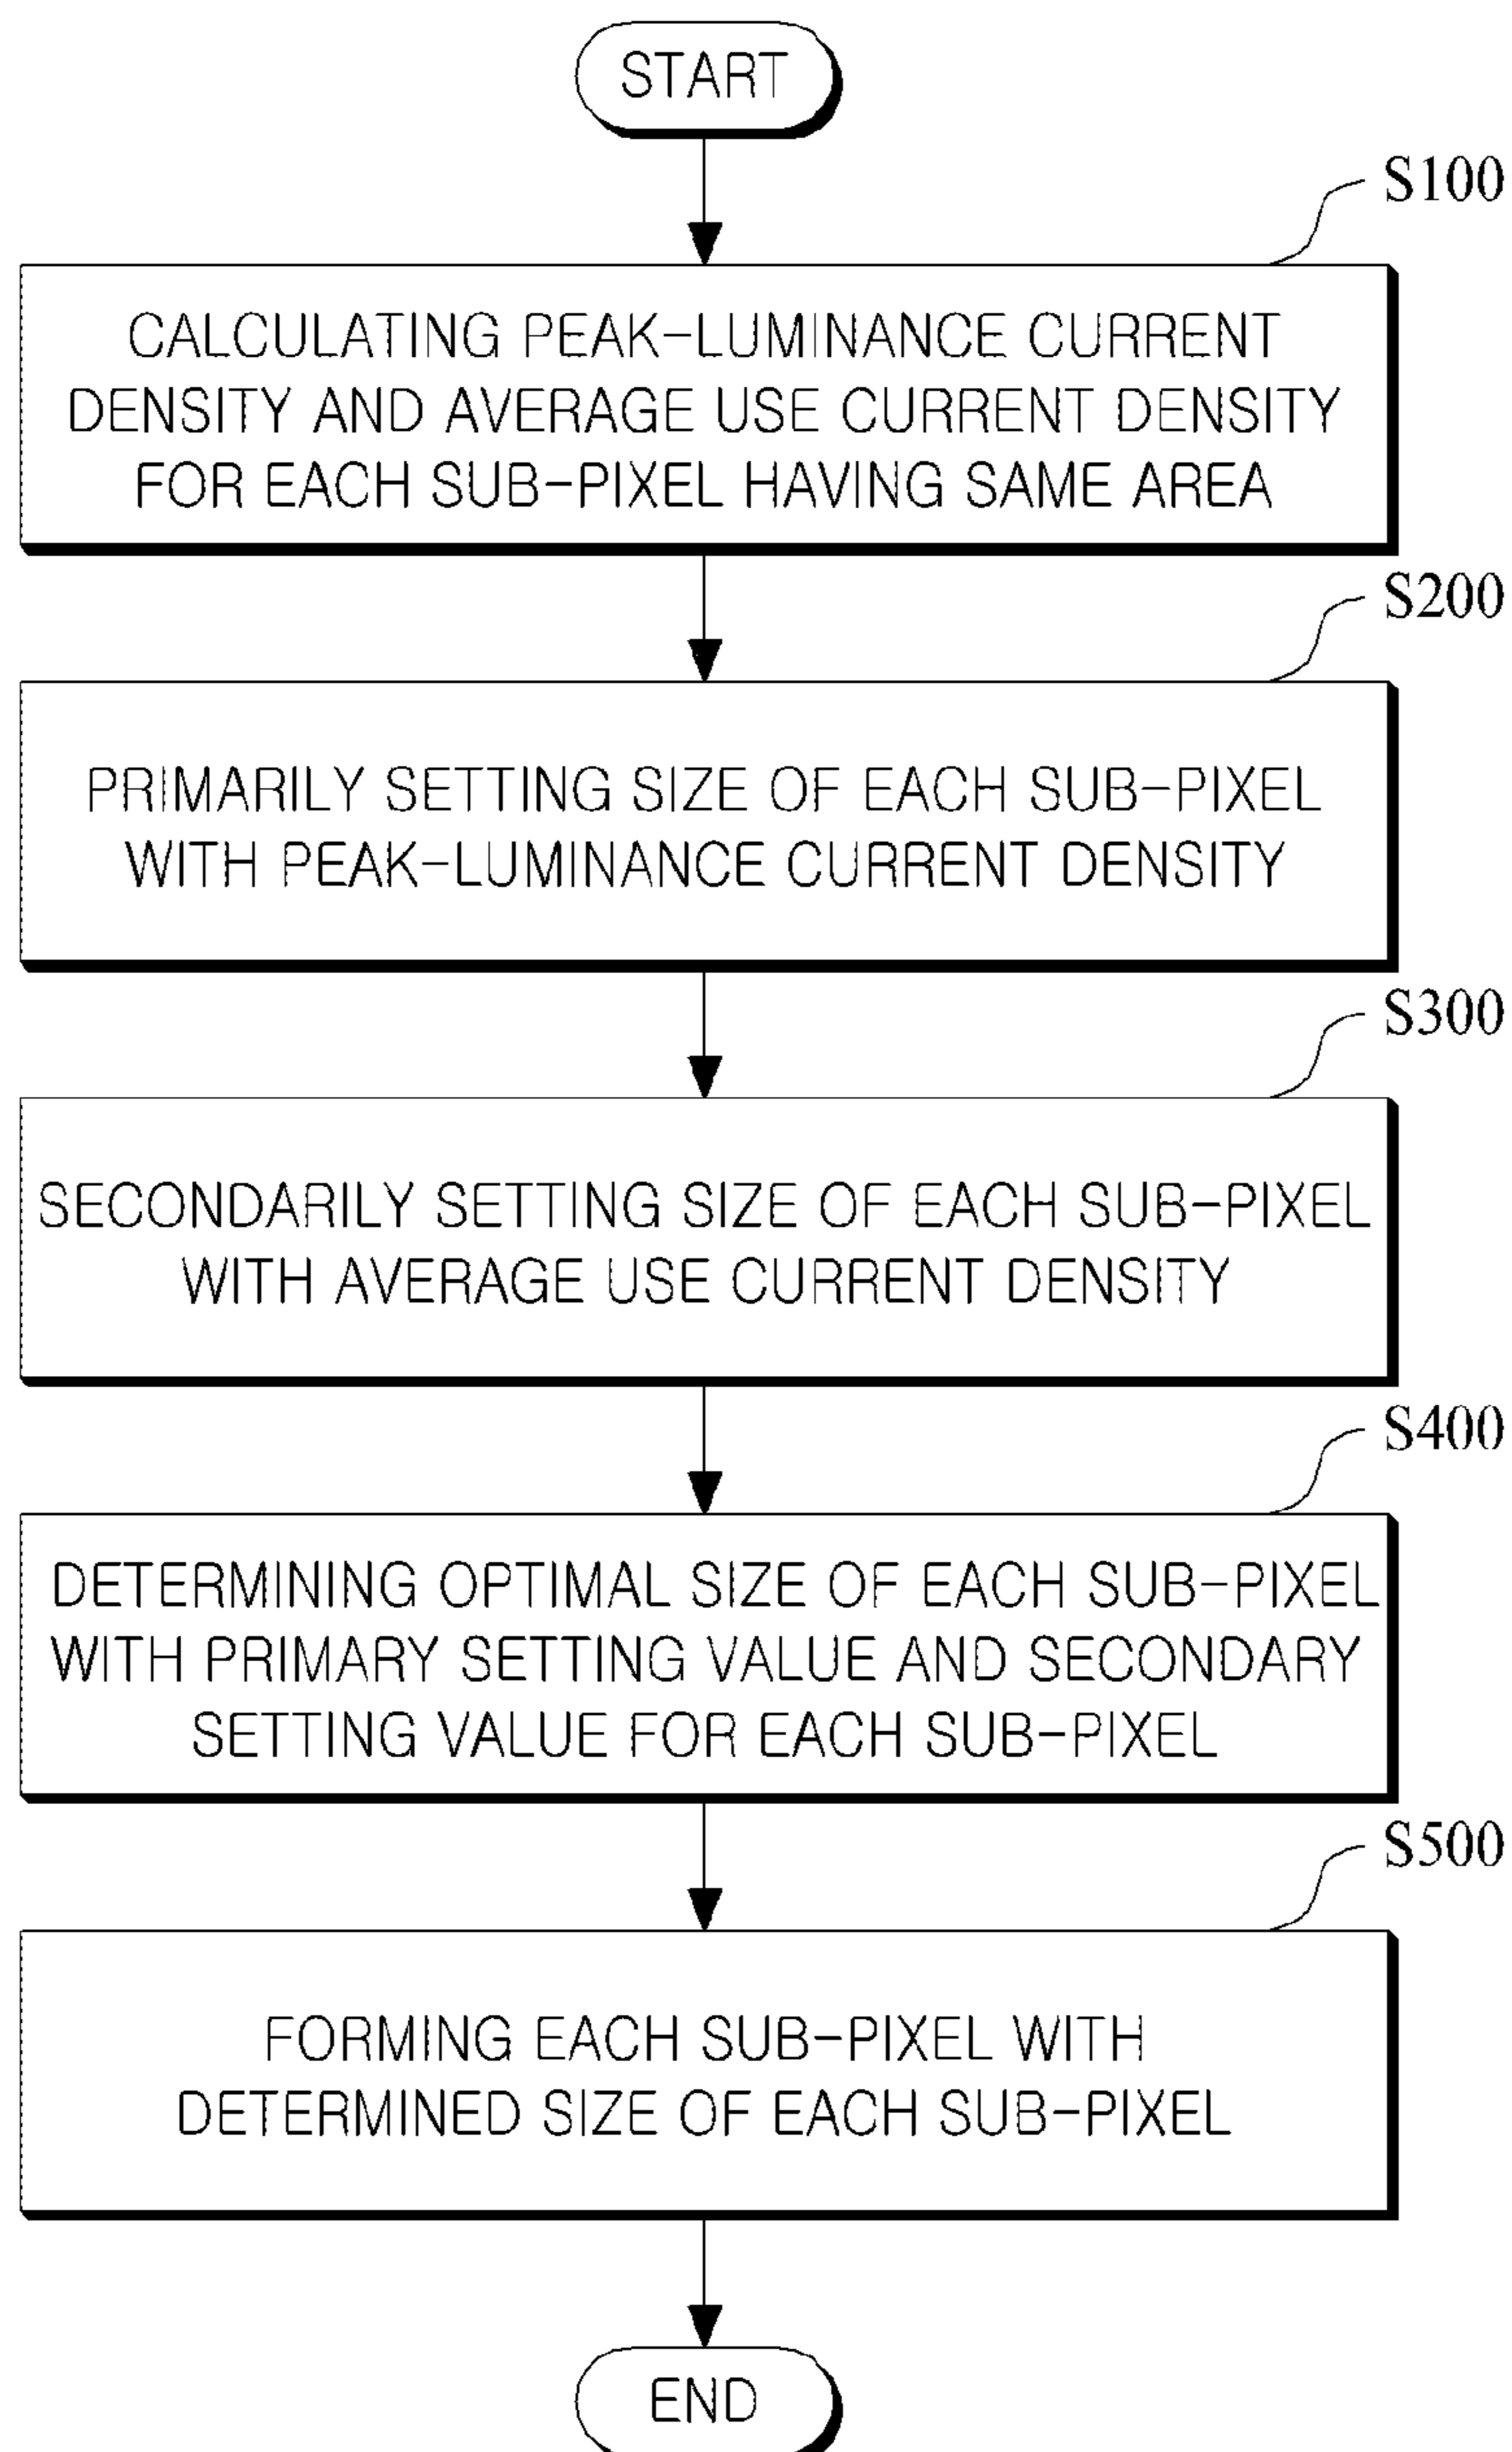 START
S100
CALCULATING PEAK-LUMINANCE CURRENT
DENSITY AND AVERAGE USE CURRENT DENSITY
FOR EACH SUB-PIXEL HAVING SAME AREA
S200
PRIMARILY SETTING SIZE OF EACH SUB-PIXEL
WITH PEAK-LUMINANCE CURRENT DENSITY
S300
SECONDARILY SETTING SIZE OF EACH SUB-PIXEL
WITH AVERAGE USE CURRENT DENSITY
S400
DETERMINING OPTIMAL SIZE OF EACH SUB-PIXEL
WITH PRIMARY SETTING VALUE AND SECONDARY
SETTING VALUE FOR EACH SUB-PIXEL
S500
FORMING EACH SUB-PIXEL WITH
DETERMINED SIZE OF EACH SUB-PIXEL
END